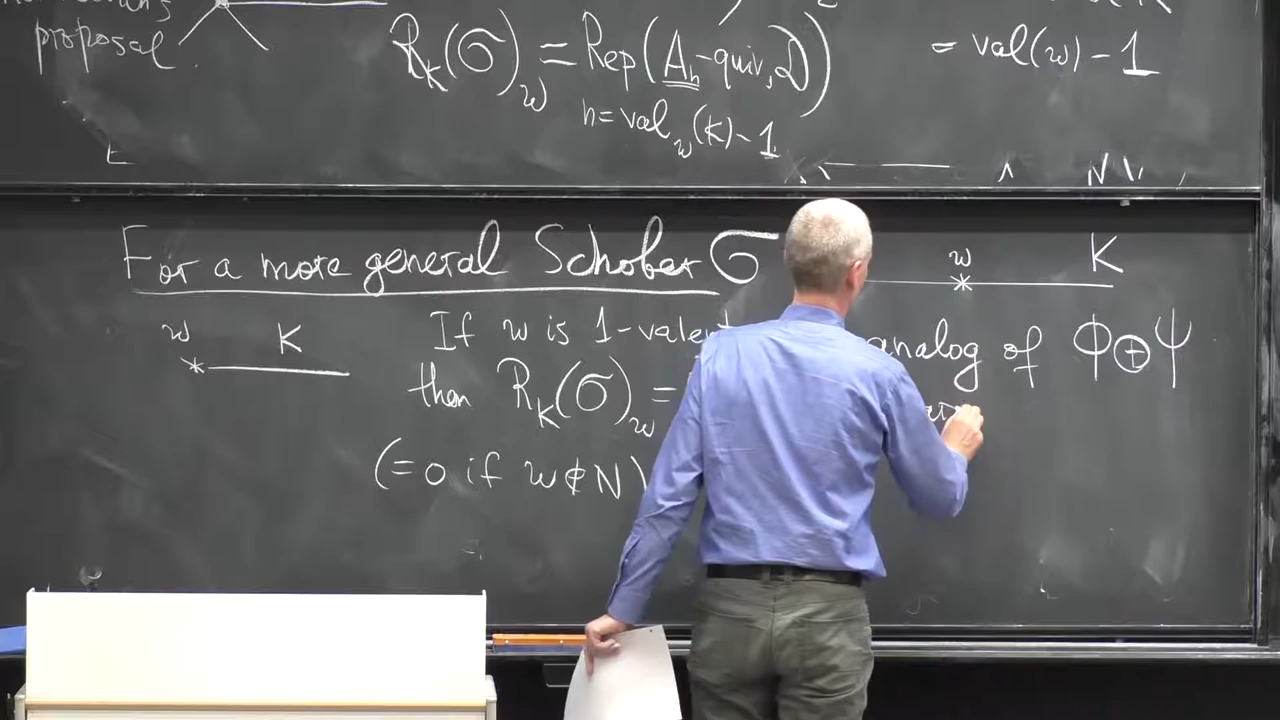 proposal.
R_K(𝔖)_w = Rep(A_n-quiv, 𝒟)
n = val_w(K) - 1
= val(w) - 1
For a more general Schober 𝔖
w K
w K
If w is 1-valent
analog of Φ⊕Ψ
then R_K(𝔖)_w =
(=0 if w∉N)